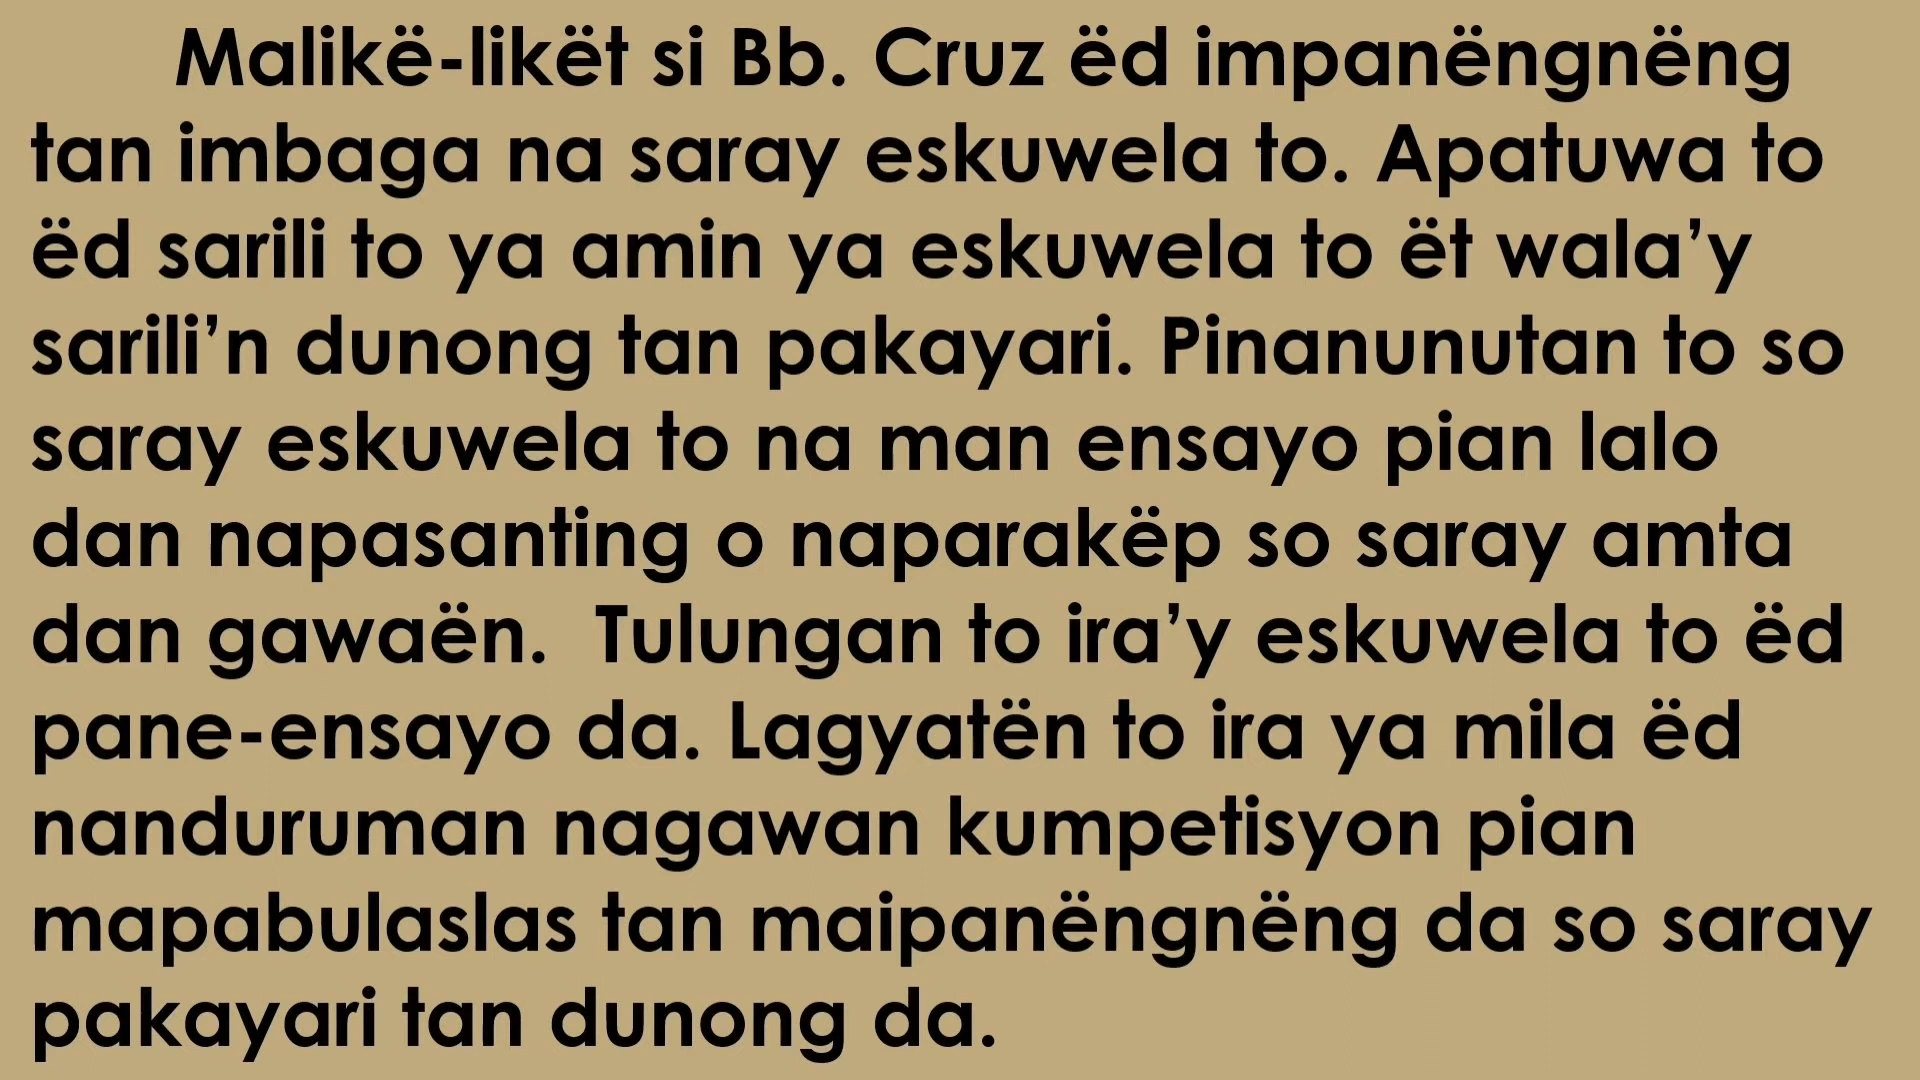 Malikë-likët si Bb. Cruz ëd impanëngnëng
tan imbaga na saray eskuwela to. Apatuwa to
ëd sarili to ya amin ya eskuwela to ët wala’y
sarili’n dunong tan pakayari. Pinanunutan to so
saray eskuwela to na man ensayo pian lalo
dan napasanting o naparakëp so saray amta
dan gawaën.  Tulungan to ira’y eskuwela to ëd
pane-ensayo da. Lagyatën to ira ya mila ëd
nanduruman nagawan kumpetisyon pian
mapabulaslas tan maipanëngnëng da so saray
pakayari tan dunong da.